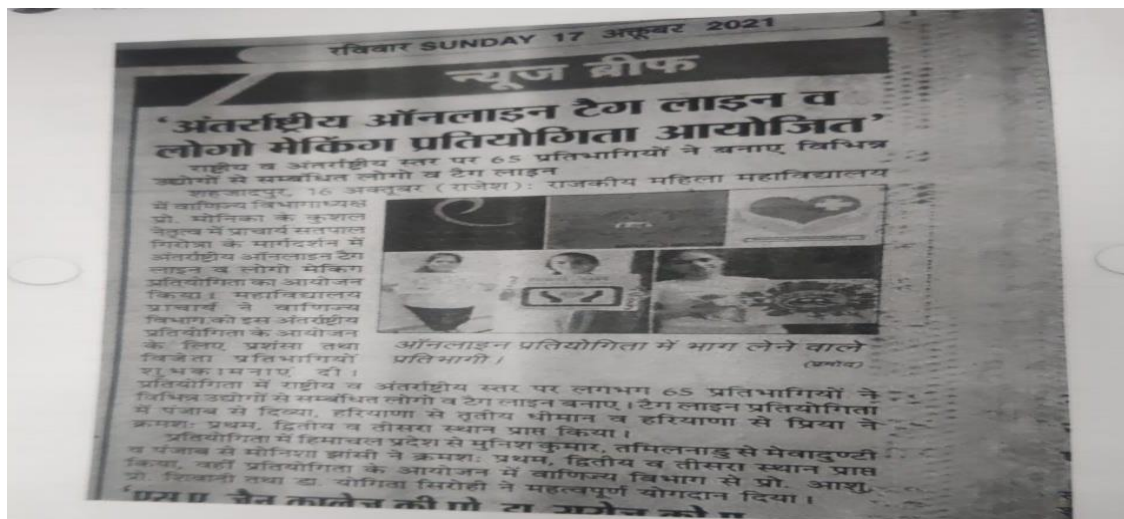 रविवार SUNDAY 17 अक्तूबर 2021
न्यूज ब्रीफ
'अंतर्राष्ट्रीय ऑनलाइन टैग लाइन व
लोगो मेकिंग प्रतियोगिता आयोजित'
राष्ट्रीय व अंतर्राष्ट्रीय स्तर पर 65 प्रतिभागियों ने बनाए विभिन्न
उद्योगों से सम्बंधित लोगो व टैग लाइन
शहजादपुर, 16 अक्तूबर (राजेश): राजकीय महिला महाविद्यालय
में वाणिज्य विभागाध्यक्ष
प्रो. मोनिका के कुशल
नेतृत्व में प्राचार्य सतपाल
के मार्गदर्शन में
अंतर्राष्ट्रीय ऑनलाइन टैग
लाइन व लोगो मेकिंग
प्रतियोगिता का आयोजन
किया। महाविद्यालय
प्राचार्य ने वाणिज्य
विभाग को इस अंतर्राष्ट्रीय
प्रतियोगिता के आयोजन
के लिए प्रशंसा तथा
विजेता प्रतिभागियों
शुभकामनाएं दी।
ऑनलाइन प्रतियोगिता में भाग लेने वाले
प्रतिभागी।
(प्रमोद)
प्रतियोगिता में राष्ट्रीय व अंतर्राष्ट्रीय स्तर पर लगभग 65 प्रतिभागियों ने
विभिन्न उद्योगों से सम्बंधित लोगो व टैग लाइन बनाए। टैग लाइन प्रतियोगिता
में पंजाब से दिव्या, हरियाणा से तृतीय धीमान व हरियाणा से प्रिया ने
क्रमश: प्रथम, द्वितीय व तीसरा स्थान प्राप्त किया।
प्रतियोगिता में हिमाचल प्रदेश से मुनिश कुमार, तमिलनाडु से मेवादुण्टी
व पंजाब से मोनिशा झांसी ने क्रमश: प्रथम, द्वितीय व तीसरा स्थान प्राप्त
किया, वहीं प्रतियोगिता के आयोजन में वाणिज्य विभाग से प्रो. आशु,
प्रो. शिवानी तथा डा. योगिता सिरोही ने महत्वपूर्ण योगदान दिया।